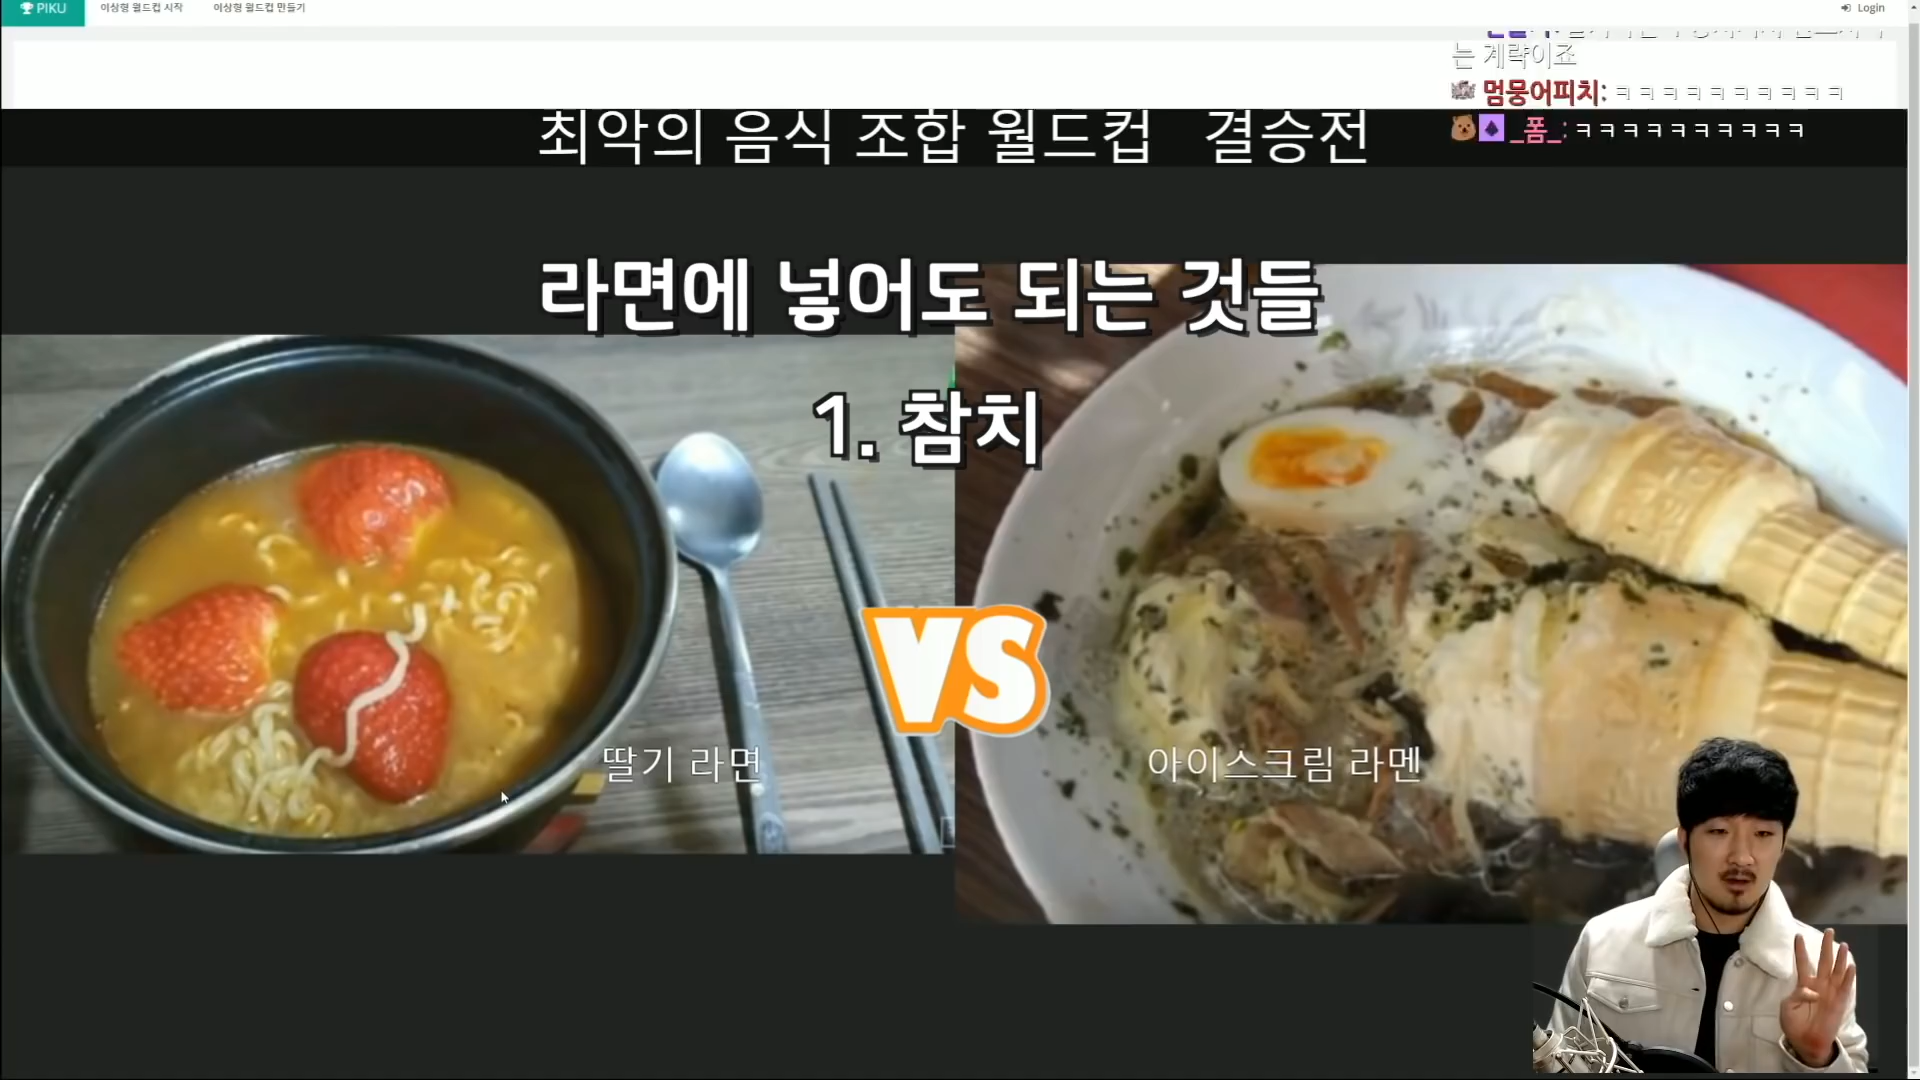 PIKU
이상형 월드컵 시작
이상형 월드컵 만들기
Login
는 계략이죠
멈뭉어피치: ㅋㅋㅋㅋㅋㅋㅋㅋㅋㅋ
_폼_: ㅋㅋㅋㅋㅋㅋㅋㅋㅋㅋ
최악의 음식 조합 월드컵 결승전
라면에 넣어도 되는 것들
1. 참치
VS
딸기 라면
아이스크림 라멘